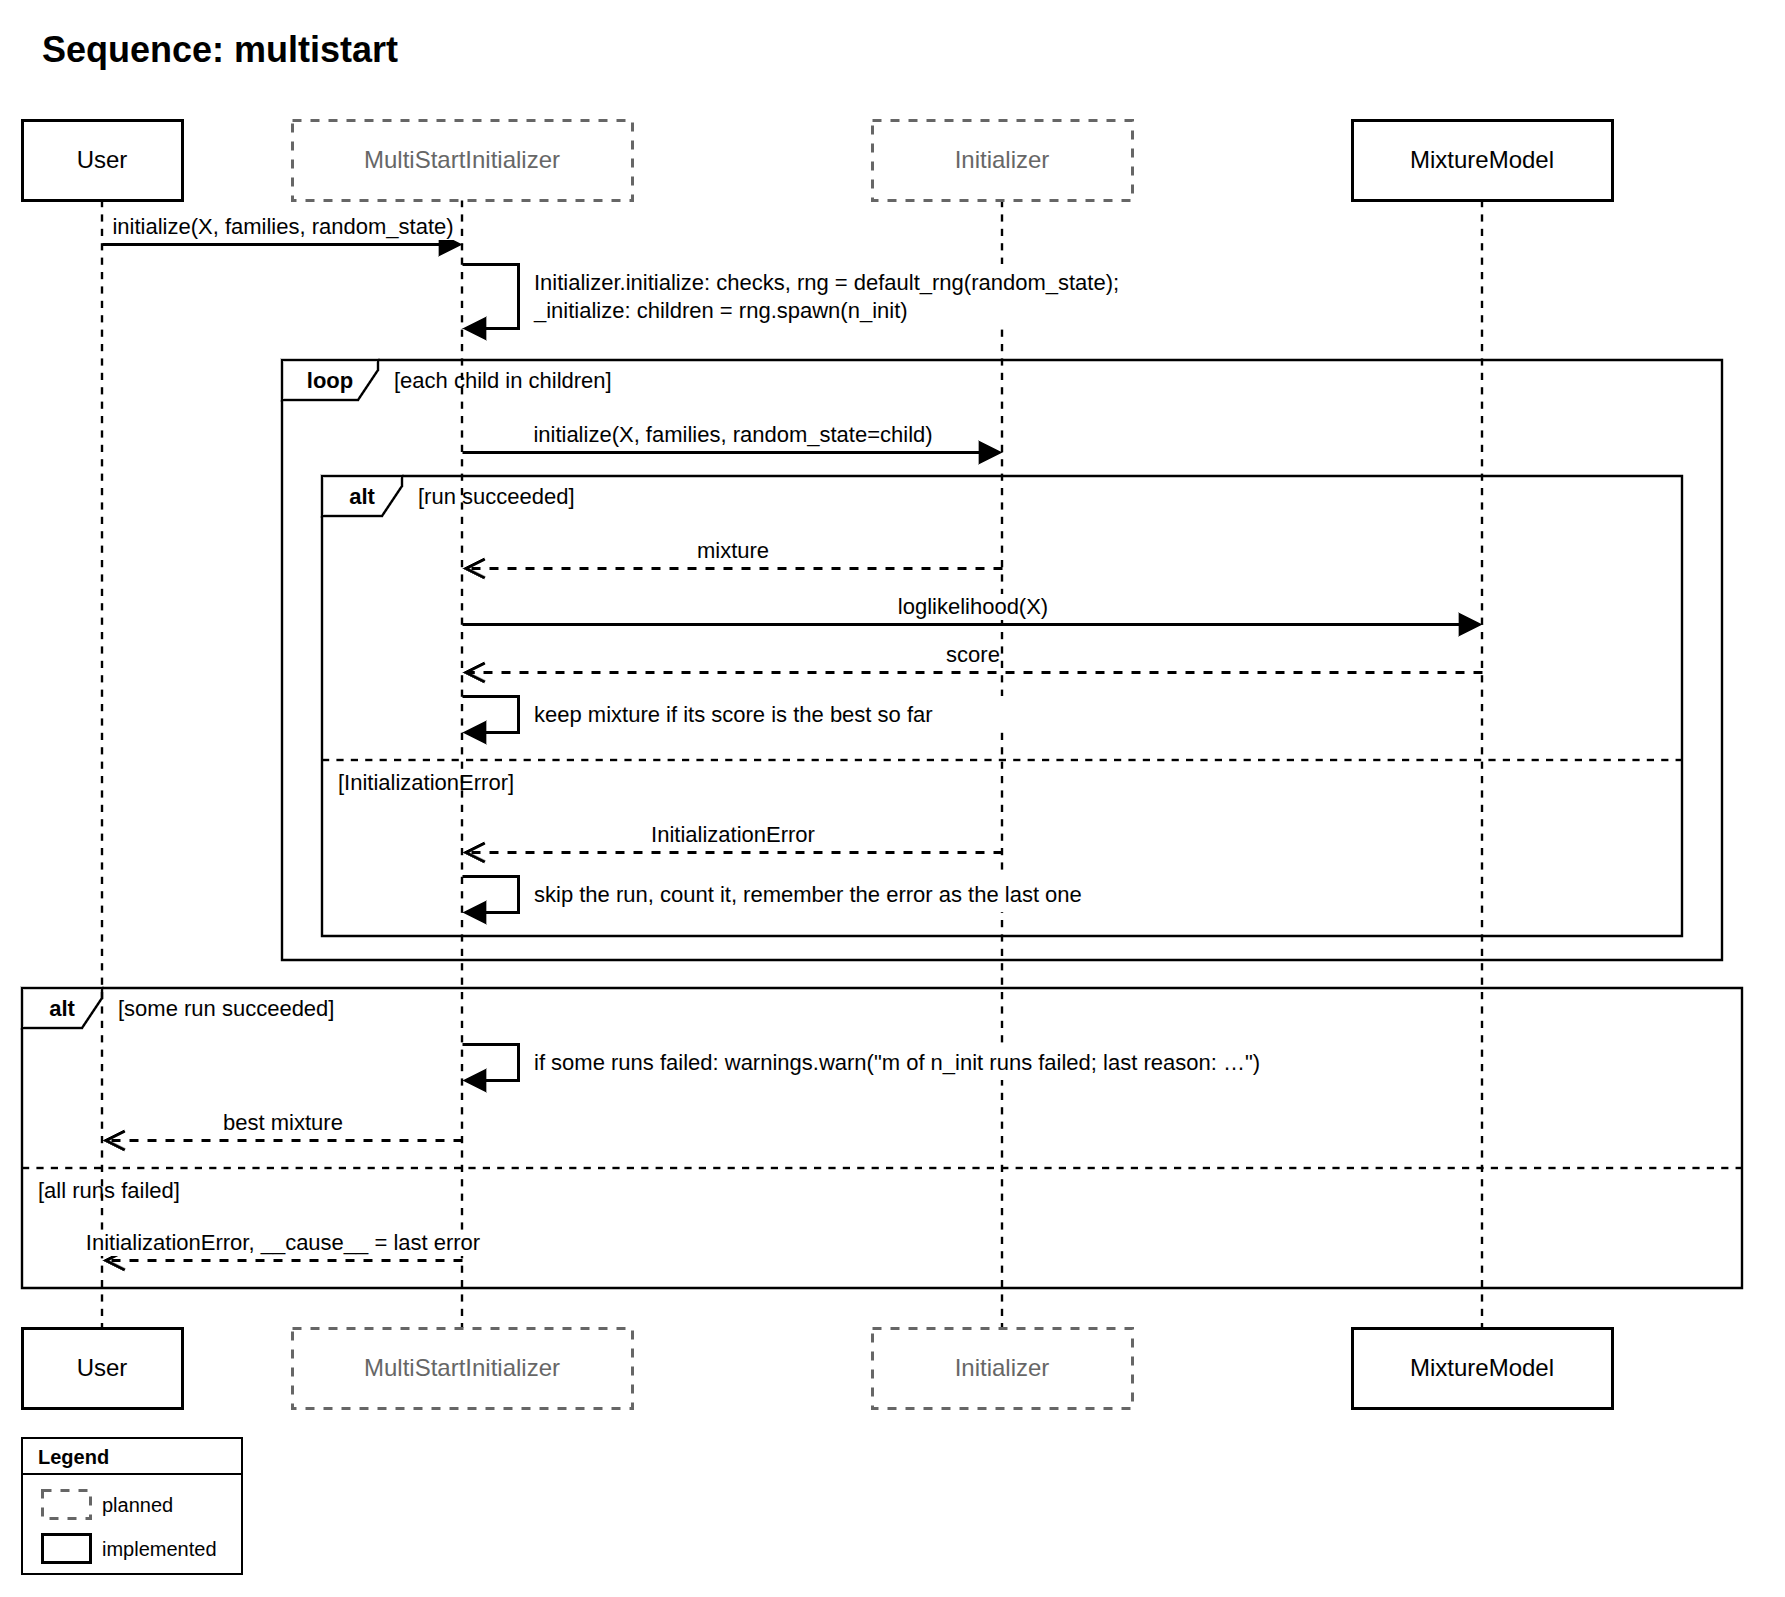 Sequence: multistart
User
MultiStartInitializer
Initializer
MixtureModel
initialize(X, families, random_state)
Initializer.initialize: checks, rng = default_rng(random_state);
_initialize: children = rng.spawn(n_init)
loop
[each child in children]
initialize(X, families, random_state=child)
alt
[run succeeded]
mixture
loglikelihood(X)
score
keep mixture if its score is the best so far
[InitializationError]
InitializationError
skip the run, count it, remember the error as the last one
alt
[some run succeeded]
if some runs failed: warnings.warn("m of n_init runs failed; last reason: …")
best mixture
[all runs failed]
InitializationError, __cause__ = last error
User
MultiStartInitializer
Initializer
MixtureModel
Legend
planned
implemented